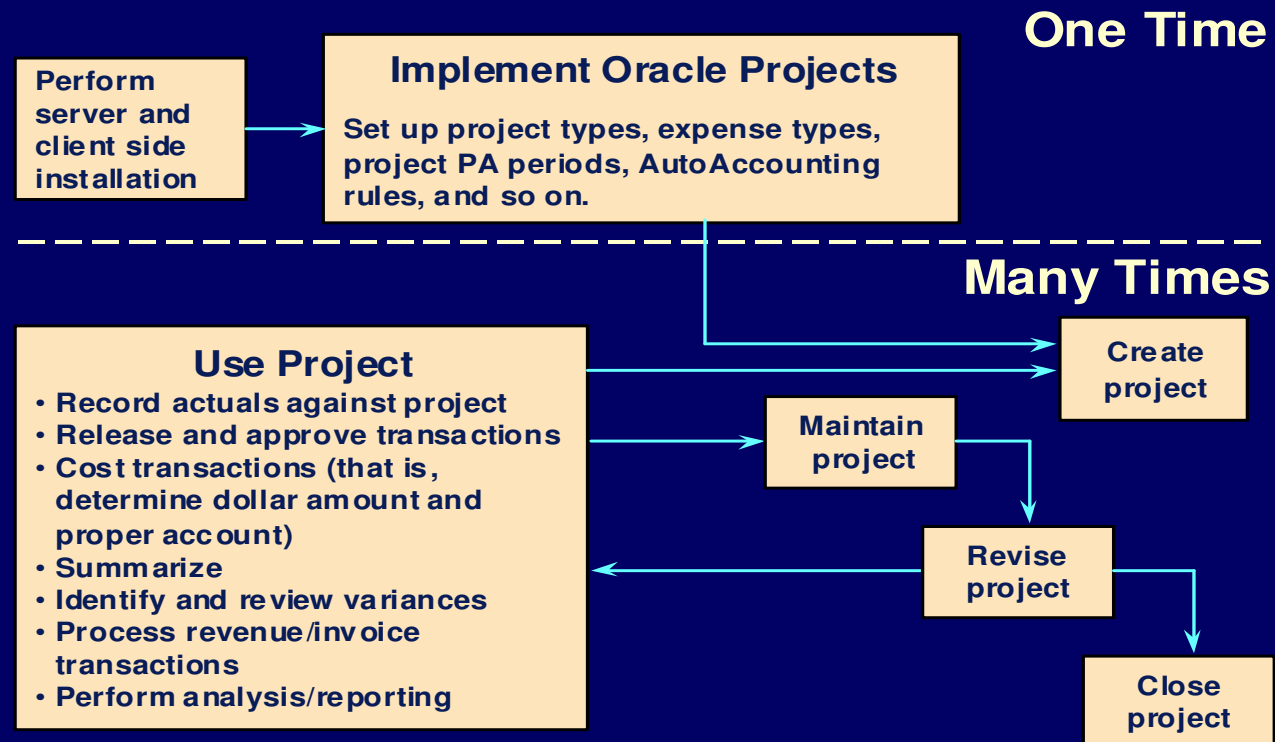 One Time
Perform
server and
client side
installation
Implement Oracle Projects
Set up project types, expense types,
project PA periods, AutoAccounting
rules, and so on.
Many Times
Use Project
• Record actuals against project
• Release and approve transactions
• Cost transactions (that is,
determine dollar amount and
proper account)
• Summarize
• Identify and review variances
• Process revenue/invoice
transactions
• Perform analysis/reporting
Create
project
Maintain
project
Revise
project
Close
project